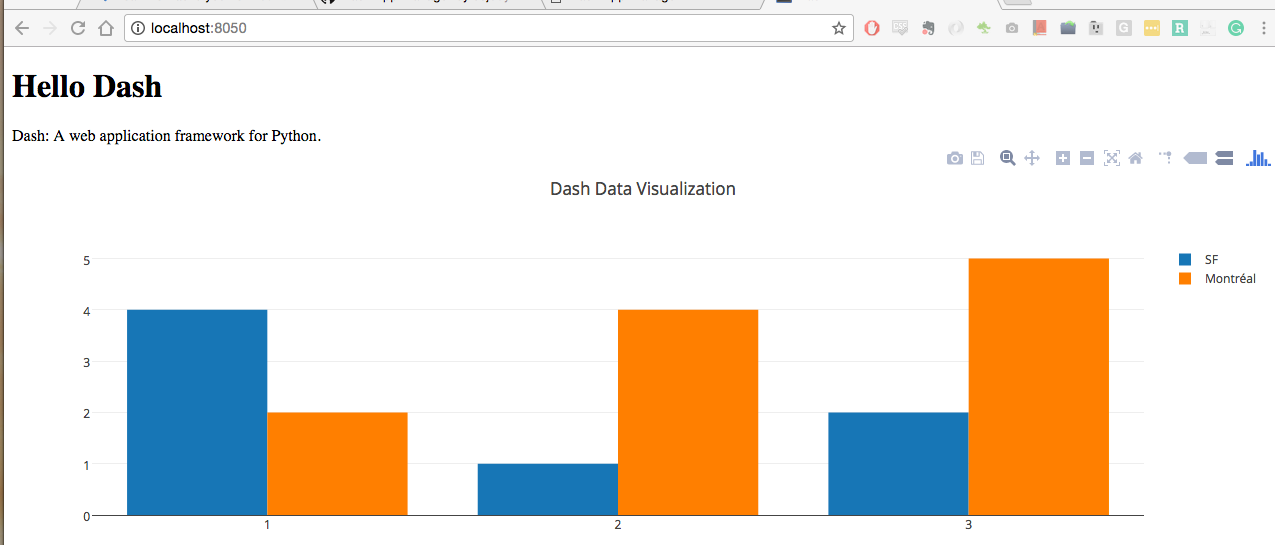 localhost:8050
Hello Dash
Dash: A web application framework for Python.
Dash Data Visualization
5
4
3
2
1
0
1
2
3
SF
Montréal